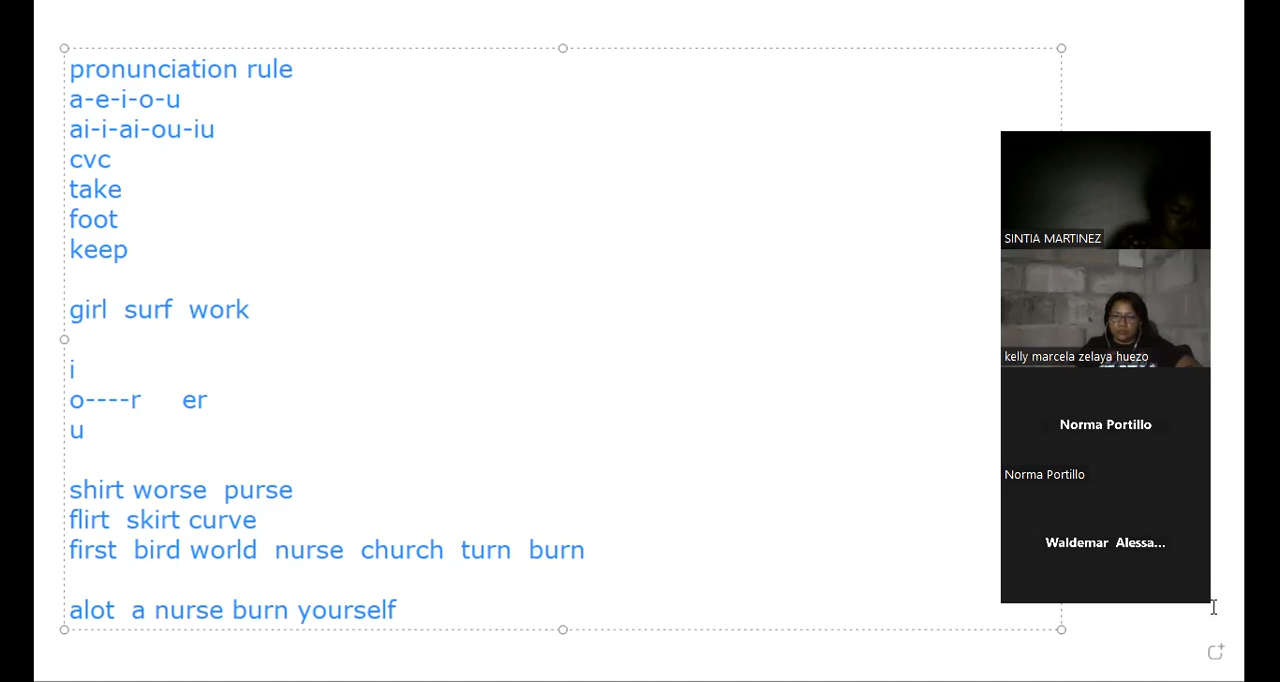 pronunciation rule
a-e-i-o-u
ai-i-ai-ou-iu
cvc
take
foot
keep
girl surf work
i
o----r er
u
shirt worse purse
flirt skirt curve
first bird world nurse church turn burn
alot a nurse burn yourself
SINTIA MARTINEZ
kelly marcela zelaya huezo
Norma Portillo
Norma Portillo
Waldemar Alessa...